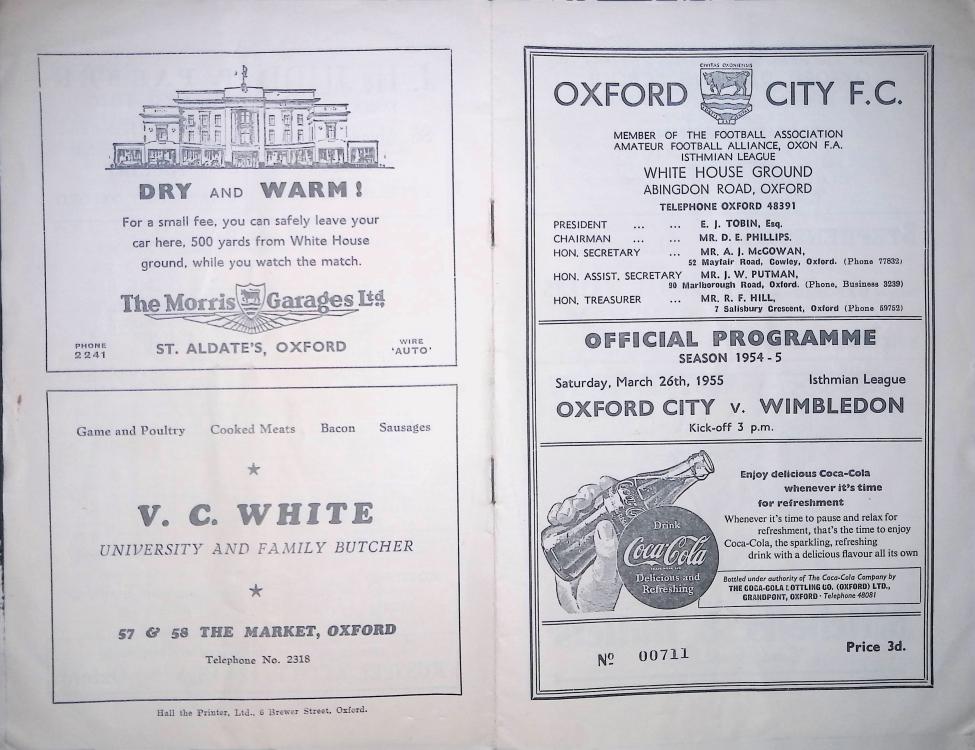 DRY AND WARM!
For a small fee, you can safely leave your
car here, 500 yards from White House
ground, while you watch the match.
The Morris Garages Ltd
PHONE
2241
ST. ALDATE'S, OXFORD
WIRE
'AUTO'
Game and Poultry Cooked Meats Bacon Sausages
V. C. WHITE
UNIVERSITY AND FAMILY BUTCHER
57 & 58 THE MARKET, OXFORD
Telephone No. 2318
Hall the Printer, Ltd., 6 Brewer Street, Oxford.
CIVITAS OXONIENSIS
OXFORD CITY F.C.
MEMBER OF THE FOOTBALL ASSOCIATION
AMATEUR FOOTBALL ALLIANCE, OXON F.A.
ISTHMIAN LEAGUE
WHITE HOUSE GROUND
ABINGDON ROAD, OXFORD
TELEPHONE OXFORD 48391
PRESIDENT ... ... E. J. TOBIN, Esq.
CHAIRMAN ... ... MR. D. E. PHILLIPS.
HON. SECRETARY ... MR. A. J. McGOWAN,
52 Mayfair Road, Cowley, Oxford. (Phone 77832)
HON. ASSIST. SECRETARY MR. J. W. PUTMAN,
90 Marlborough Road, Oxford. (Phone, Business 3239)
HON. TREASURER ... MR. R. F. HILL,
7 Salisbury Crescent, Oxford (Phone 59752)
OFFICIAL PROGRAMME
SEASON 1954-5
Saturday, March 26th, 1955 Isthmian League
OXFORD CITY v. WIMBLEDON
Kick-off 3 p.m.
Drink
Coca-Cola
Delicious and
Refreshing
Enjoy delicious Coca-Cola
whenever it's time
for refreshment
Whenever it's time to pause and relax for
refreshment, that's the time to enjoy
Coca-Cola, the sparkling, refreshing
drink with a delicious flavour all its own
Bottled under authority of The Coca-Cola Company by
THE COCA-COLA BOTTLING CO. (OXFORD) LTD.,
GRANDPONT, OXFORD · Telephone 48081
Nº 00711
Price 3d.